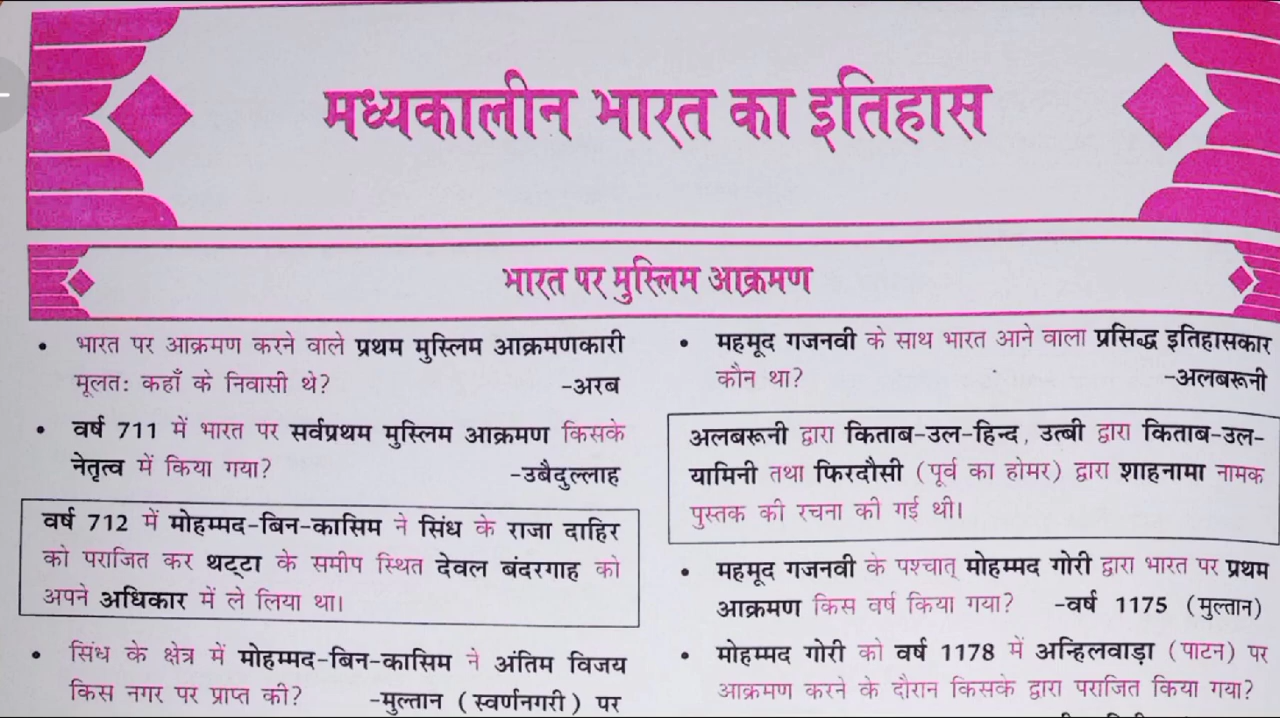 मध्यकालीन भारत का इतिहास
भारत पर मुस्लिम आक्रमण
• भारत पर आक्रमण करने वाले प्रथम मुस्लिम आक्रमणकारी
मूलत: कहाँ के निवासी थे? -अरब
• वर्ष 711 में भारत पर सर्वप्रथम मुस्लिम आक्रमण किसके
नेतृत्व में किया गया? -उबैदुल्लाह
वर्ष 712 में मोहम्मद-बिन-कासिम ने सिंध के राजा दाहिर
को पराजित कर थट्टा के समीप स्थित देवल बंदरगाह को
अपने अधिकार में ले लिया था।
• सिंध के क्षेत्र में मोहम्मद-बिन-कासिम ने अंतिम विजय
किस नगर पर प्राप्त की? -मुल्तान (स्वर्णनगरी) पर
• महमूद गजनवी के साथ भारत आने वाला प्रसिद्ध इतिहासकार
कौन था? -अलबरूनी
अलबरूनी द्वारा किताब-उल-हिन्द, उत्बी द्वारा किताब-उल-
यामिनी तथा फिरदौसी (पूर्व का होमर) द्वारा शाहनामा नामक
पुस्तक की रचना की गई थी।
• महमूद गजनवी के पश्चात् मोहम्मद गोरी द्वारा भारत पर प्रथम
आक्रमण किस वर्ष किया गया? -वर्ष 1175 (मुल्तान)
• मोहम्मद गोरी को वर्ष 1178 में अन्हिलवाड़ा (पाटन) पर
आक्रमण करने के दौरान किसके द्वारा पराजित किया गया?